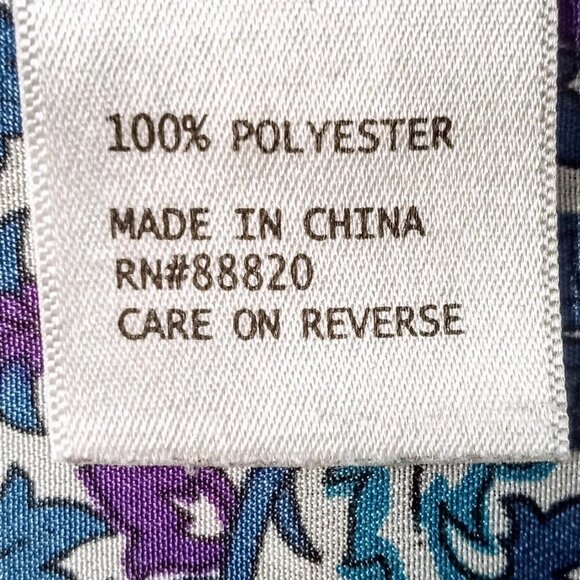 100% POLYESTER
MADE IN CHINA
RN#88820
CARE ON REVERSE